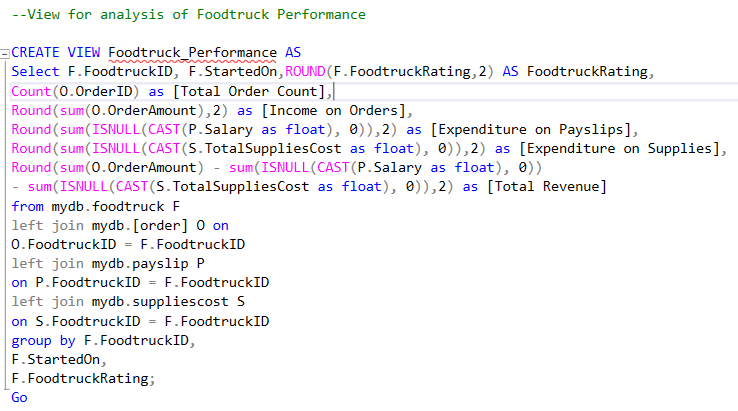 --View for analysis of Foodtruck Performance
CREATE VIEW Foodtruck_Performance AS
Select F.FoodtruckID, F.StartedOn,ROUND(F.FoodtruckRating,2) AS FoodtruckRating,
Count(O.OrderID) as [Total Order Count],
Round(sum(O.OrderAmount),2) as [Income on Orders],
Round(sum(ISNULL(CAST(P.Salary as float), 0)),2) as [Expenditure on Payslips],
Round(sum(ISNULL(CAST(S.TotalSuppliesCost as float), 0)),2) as [Expenditure on Supplies],
Round(sum(O.OrderAmount) - sum(ISNULL(CAST(P.Salary as float), 0))
- sum(ISNULL(CAST(S.TotalSuppliesCost as float), 0)),2) as [Total Revenue]
from mydb.foodtruck F
left join mydb.[order] O on
O.FoodtruckID = F.FoodtruckID
left join mydb.payslip P
on P.FoodtruckID = F.FoodtruckID
left join mydb.suppliescost S
on S.FoodtruckID = F.FoodtruckID
group by F.FoodtruckID,
F.StartedOn,
F.FoodtruckRating;
Go